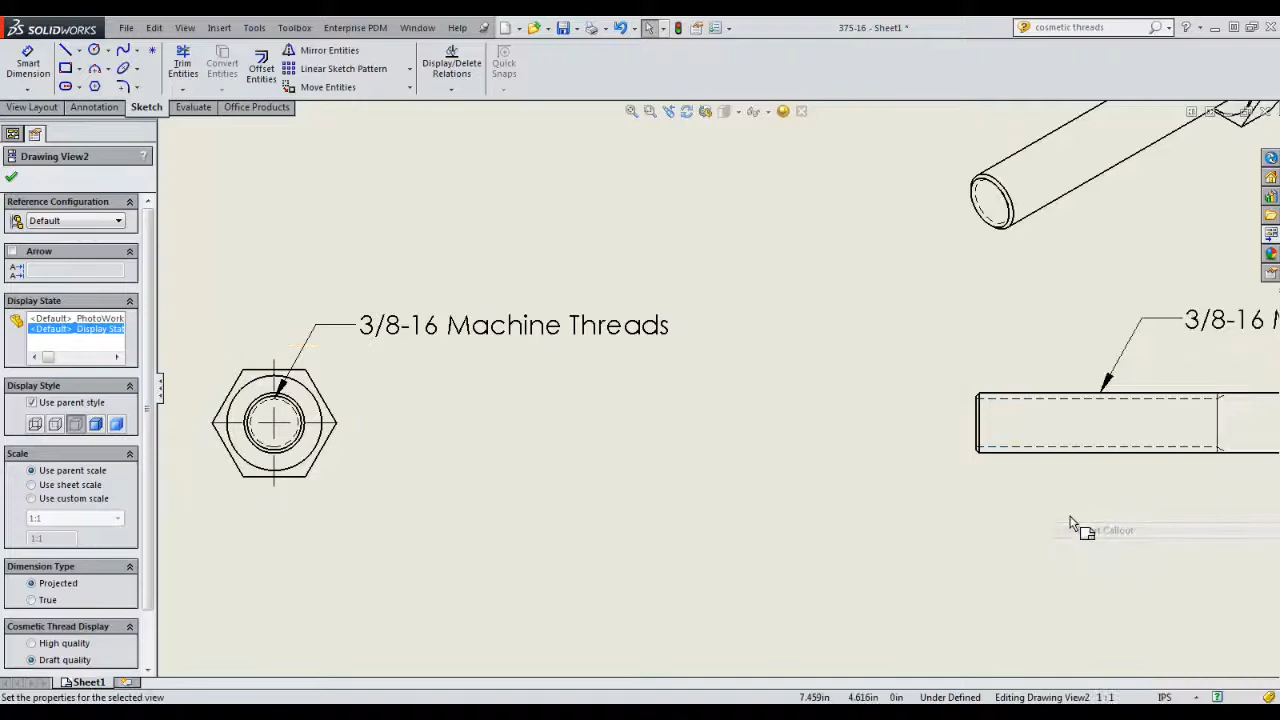 SOLIDWORKS File Edit View Insert Tools Toolbox Enterprise PDM Window Help 375-16 - Sheet1 * cosmetic threads
Smart Dimension
Trim Entities
Convert Entities
Offset Entities
Mirror Entities
Linear Sketch Pattern
Move Entities
Display/Delete Relations
Quick Snaps
View Layout Annotation Sketch Evaluate Office Products
Drawing View2 ?
Reference Configuration
Default
Arrow
Display State
<Default>_PhotoWork
<Default>_Display Stat
Display Style
Use parent style
Scale
Use parent scale
Use sheet scale
Use custom scale
1:1
1:1
Dimension Type
Projected
True
Cosmetic Thread Display
High quality
Draft quality
3/8-16 Machine Threads
3/8-16 M
Callout
Sheet1
Set the properties for the selected view 7.459in 4.616in 0in Under Defined Editing Drawing View2 1 : 1 IPS